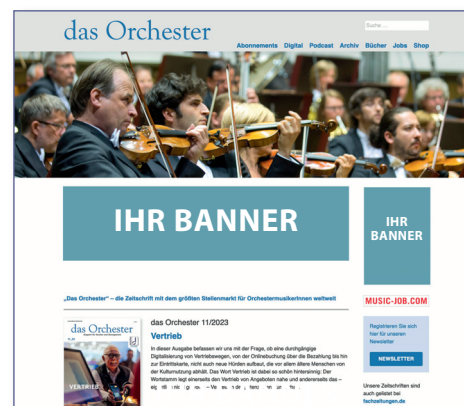 das Orchester
Suche ...
Abonnements Digital Podcast Archiv Bücher Jobs Shop
IHR BANNER
IHR
BANNER
„Das Orchester“ – die Zeitschrift mit dem größten Stellenmarkt für OrchestermusikerInnen weltweit
MUSIC-JOB.COM
das Orchester
VERTRIEB
das Orchester 11/2023
Vertrieb
In dieser Ausgabe befassen wir uns mit der Frage, ob eine durchgängige
Digitalisierung von Vertriebswegen, von der Onlinebuchung über die Bezahlung bis hin
zur Eintrittskarte, nicht auch neue Hürden aufbaut, die vor allem ältere Menschen von
der Kulturnutzung abhält. Das Wort Vertrieb ist dabei so schön hintersinnig: Der
Wortstamm legt einerseits den Vertrieb von Angeboten nahe und andererseits das –
Registrieren Sie sich
hier für unseren
Newsletter
NEWSLETTER
Unsere Zeitschriften sind
auch gelistet bei
fachzeitungen.de